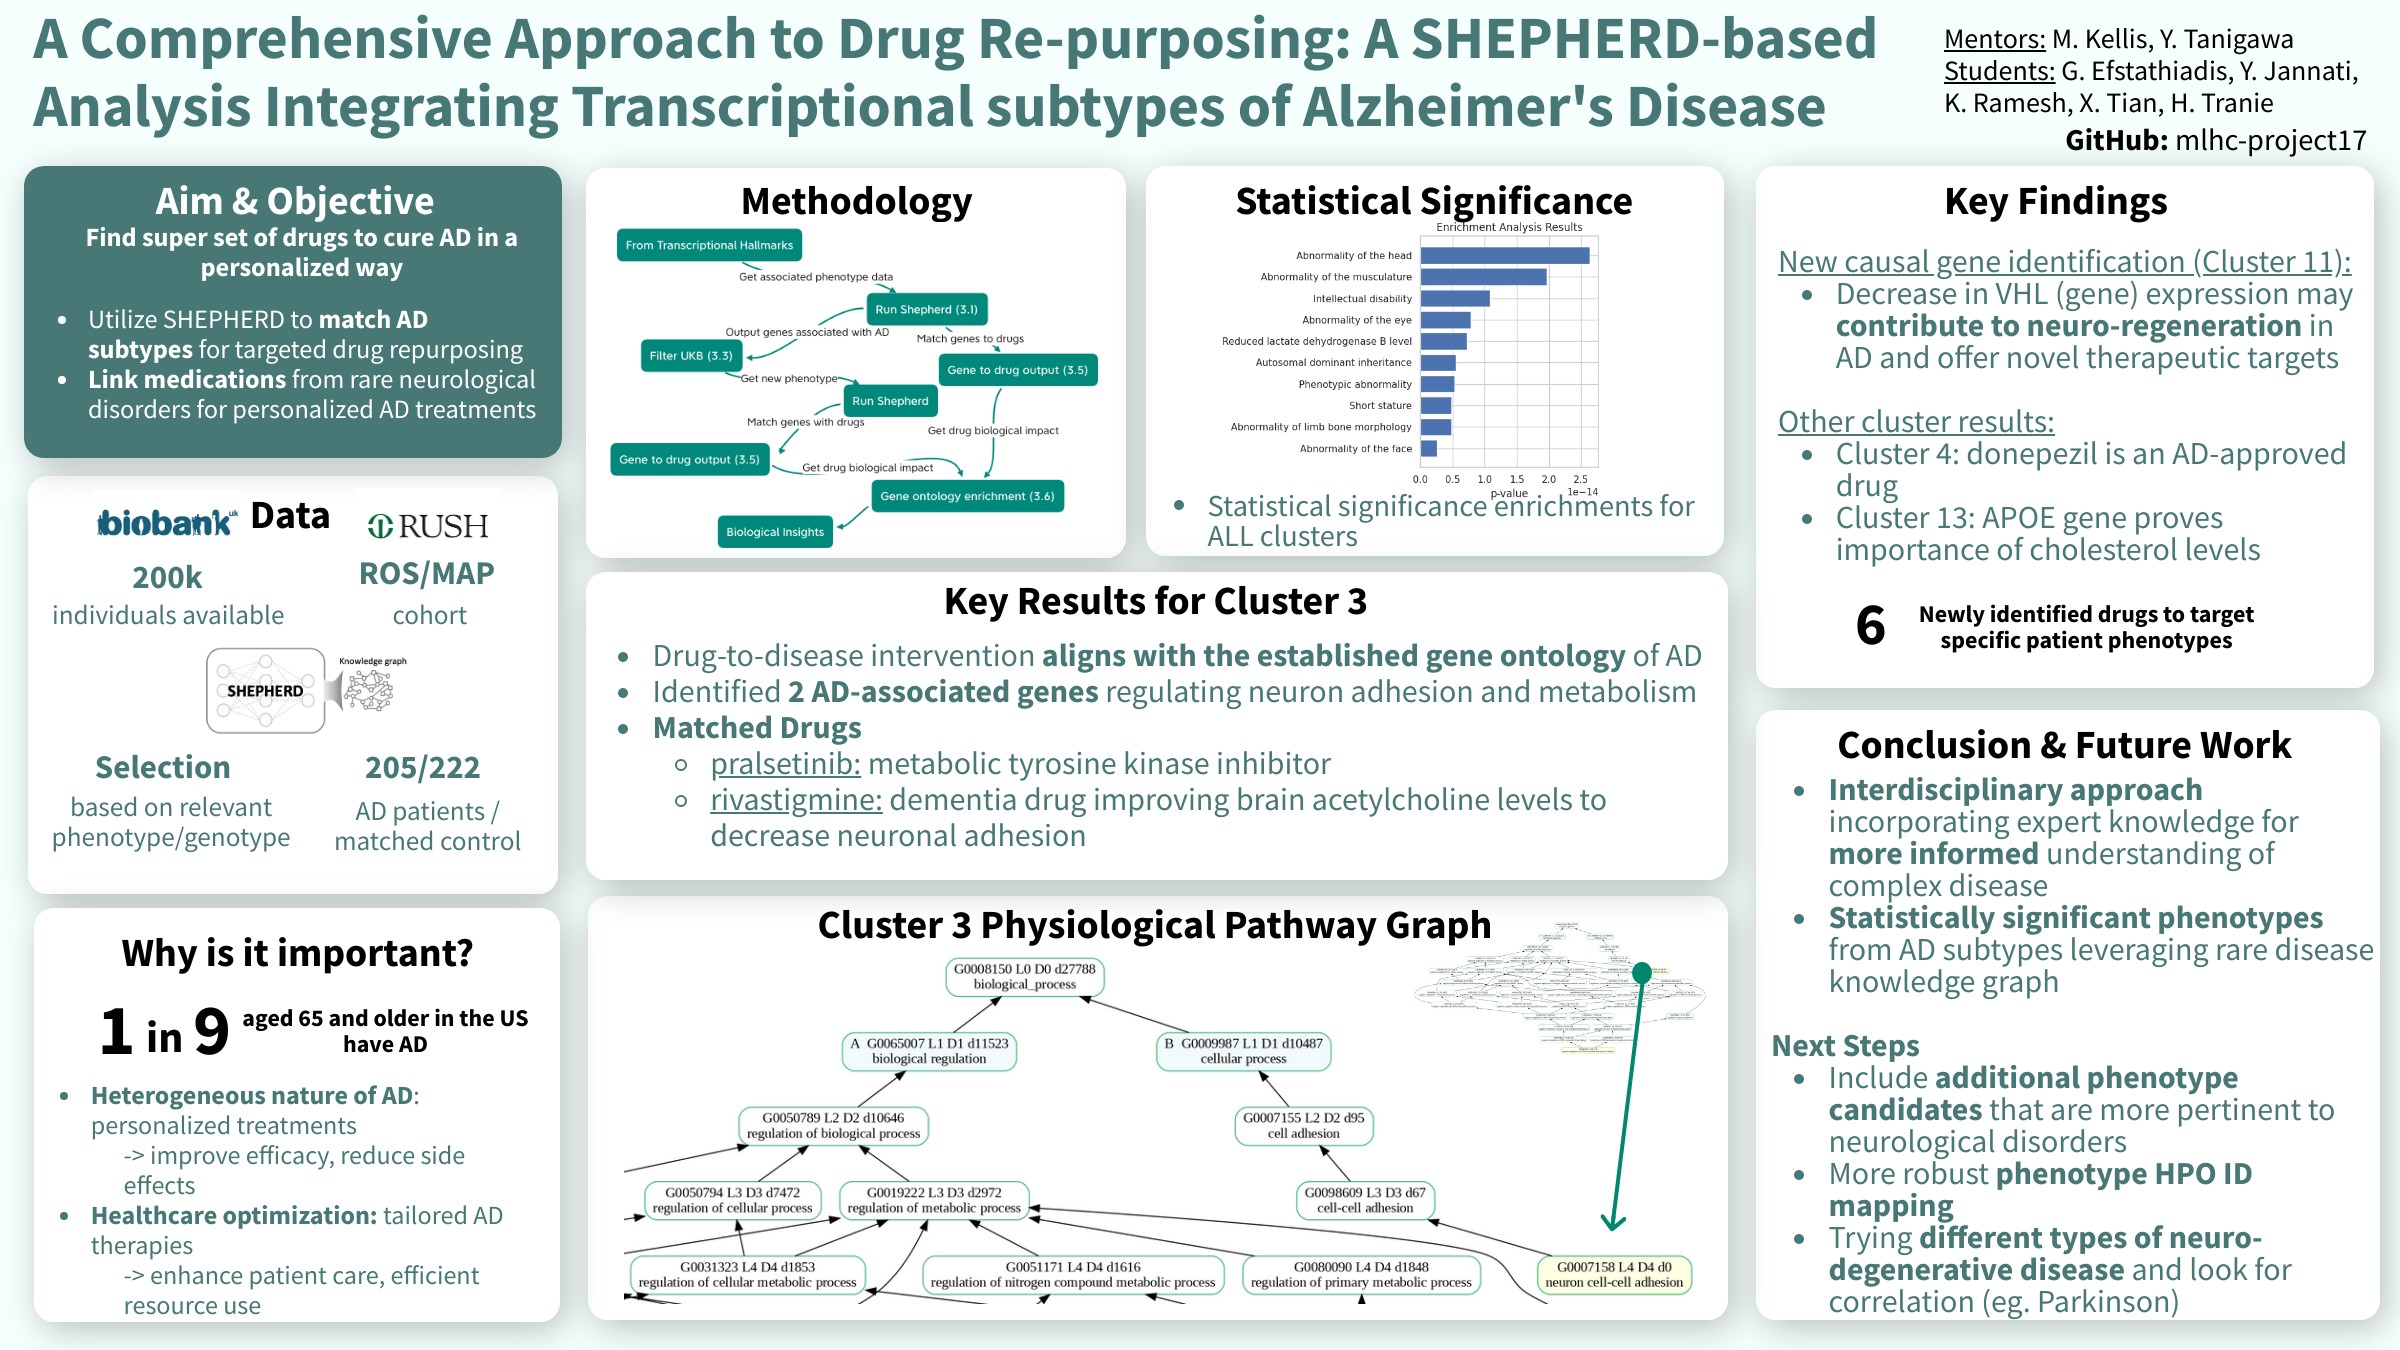 A Comprehensive Approach to Drug Re-purposing: A SHEPHERD-based
Analysis Integrating Transcriptional subtypes of Alzheimer's Disease
Mentors: M. Kellis, Y. Tanigawa
Students: G. Efstathiadis, Y. Jannati,
K. Ramesh, X. Tian, H. Tranie
GitHub: mlhc-project17
Aim & Objective
Find super set of drugs to cure AD in a
personalized way
• Utilize SHEPHERD to match AD
subtypes for targeted drug repurposing
• Link medications from rare neurological
disorders for personalized AD treatments
biobank uk
Data
RUSH
200k
individuals available
ROS/MAP
cohort
SHEPHERD
Knowledge graph
Selection
based on relevant
phenotype/genotype
205/222
AD patients /
matched control
Why is it important?
1 in 9
aged 65 and older in the US
have AD
• Heterogeneous nature of AD:
personalized treatments
-> improve efficacy, reduce side
effects
• Healthcare optimization: tailored AD
therapies
-> enhance patient care, efficient
resource use
Methodology
From Transcriptional Hallmarks
Get associated phenotype data
Run Shepherd (3.1)
Output genes associated with AD
Match genes to drugs
Filter UKB (3.3)
Gene to drug output (3.5)
Get new phenotype
Run Shepherd
Match genes with drugs
Get drug biological impact
Gene to drug output (3.5)
Get drug biological impact
Gene ontology enrichment (3.6)
Biological Insights
Statistical Significance
Enrichment Analysis Results
Abnormality of the head
Abnormality of the musculature
Intellectual disability
Abnormality of the eye
Reduced lactate dehydrogenase B level
Autosomal dominant inheritance
Phenotypic abnormality
Short stature
Abnormality of limb bone morphology
Abnormality of the face
0.0 0.5 1.0 1.5 2.0 2.5
p-value
1e−14
• Statistical significance enrichments for
ALL clusters
Key Results for Cluster 3
• Drug-to-disease intervention aligns with the established gene ontology of AD
• Identified 2 AD-associated genes regulating neuron adhesion and metabolism
• Matched Drugs
○ pralsetinib: metabolic tyrosine kinase inhibitor
○ rivastigmine: dementia drug improving brain acetylcholine levels to
decrease neuronal adhesion
Cluster 3 Physiological Pathway Graph
G0008150 L0 D0 d27788
biological_process
A G0065007 L1 D1 d11523
biological regulation
B G0009987 L1 D1 d10487
cellular process
G0050789 L2 D2 d10646
regulation of biological process
G0007155 L2 D2 d95
cell adhesion
G0050794 L3 D3 d7472
regulation of cellular process
G0019222 L3 D3 d2972
regulation of metabolic process
G0098609 L3 D3 d67
cell-cell adhesion
G0031323 L4 D4 d1853
regulation of cellular metabolic process
G0051171 L4 D4 d1616
regulation of nitrogen compound metabolic process
G0080090 L4 D4 d1848
regulation of primary metabolic process
G0007158 L4 D4 d0
neuron cell-cell adhesion
Key Findings
New causal gene identification (Cluster 11):
• Decrease in VHL (gene) expression may
contribute to neuro-regeneration in
AD and offer novel therapeutic targets
Other cluster results:
• Cluster 4: donepezil is an AD-approved
drug
• Cluster 13: APOE gene proves
importance of cholesterol levels
6
Newly identified drugs to target
specific patient phenotypes
Conclusion & Future Work
• Interdisciplinary approach
incorporating expert knowledge for
more informed understanding of
complex disease
• Statistically significant phenotypes
from AD subtypes leveraging rare disease
knowledge graph
Next Steps
• Include additional phenotype
candidates that are more pertinent to
neurological disorders
• More robust phenotype HPO ID
mapping
• Trying different types of neuro-
degenerative disease and look for
correlation (eg. Parkinson)